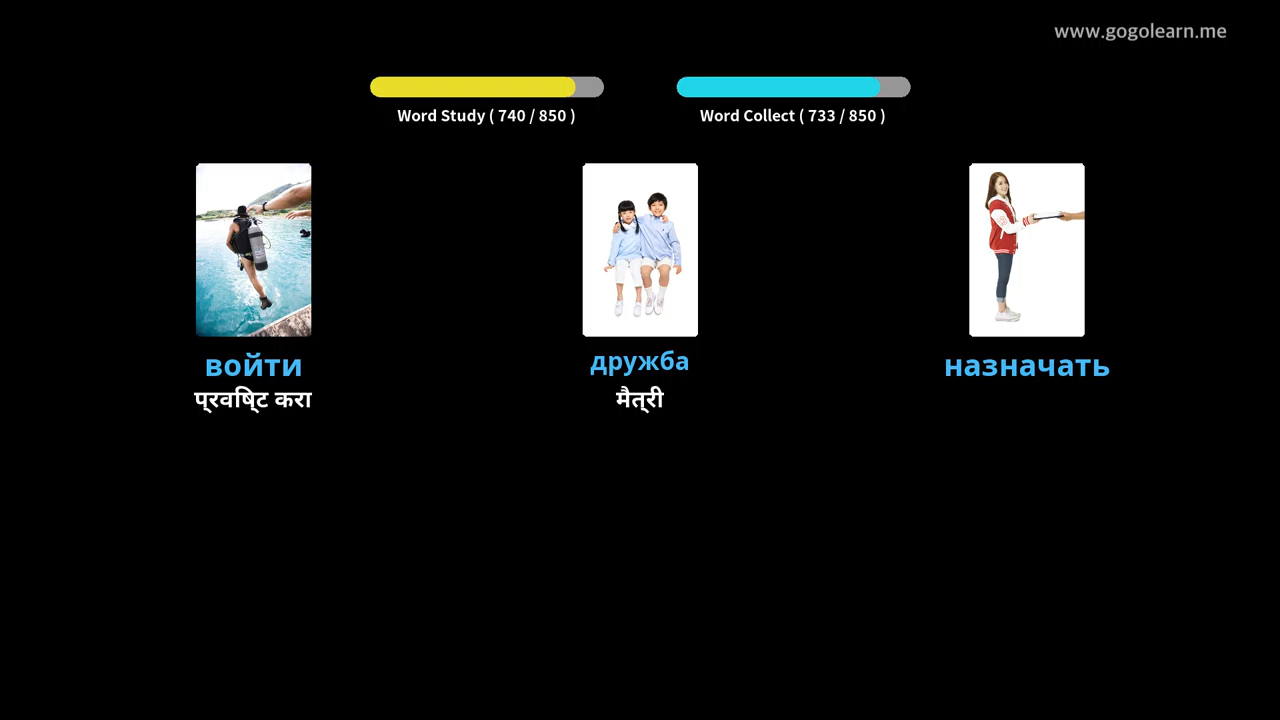 www.gogolearn.me
Word Study ( 740 / 850 )
Word Collect ( 733 / 850 )
войти
प्रविष्टि करा
дружба
मैत्री
назначать